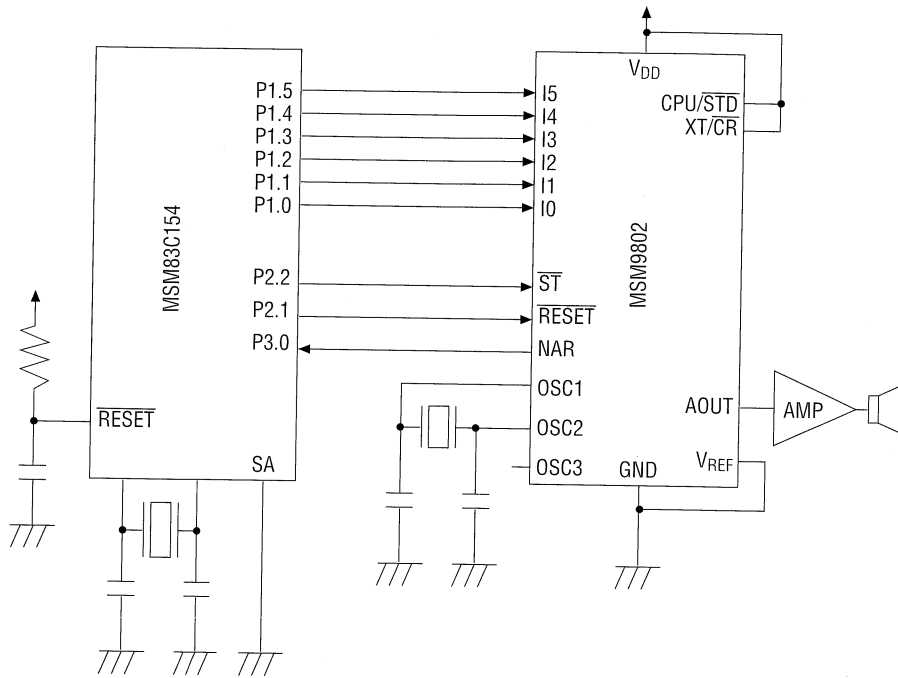 P1.5
P1.4
P1.3
P1.2
P1.1
P1.0
P2.2
P2.1
P3.0
MSM83C154
RESET
SA
VDD
CPU/STD
XT/CR
I5
I4
I3
I2
I1
I0
ST
RESET
NAR
OSC1
OSC2
OSC3
MSM9802
AOUT
VREF
GND
AMP